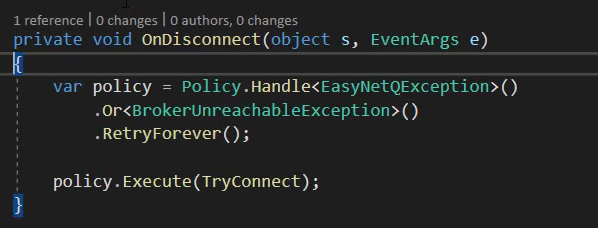 1 reference | 0 changes | 0 authors, 0 changes
private void OnDisconnect(object s, EventArgs e)
{
    var policy = Policy.Handle<EasyNetQException>()
        .Or<BrokerUnreachableException>()
        .RetryForever();

    policy.Execute(TryConnect);
}